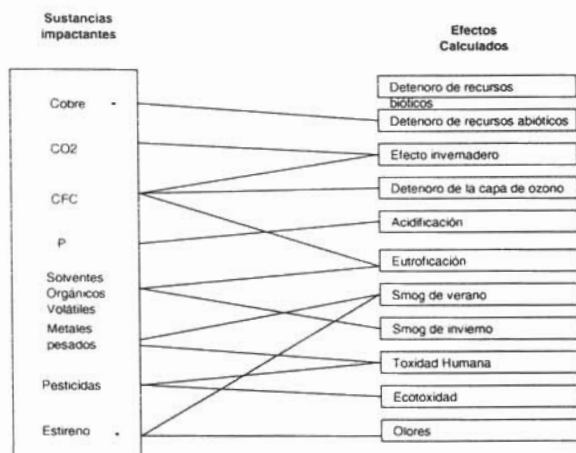 Sustancias
impactantes
Efectos
Calculados
Cobre
CO2
CFC
P
Solventes
Orgánicos
Volátiles
Metales
pesados
Pesticidas
Estireno
Detenoro de recursos
bióticos
Detenoro de recursos abióticos
Efecto invernadero
Detenoro de la capa de ozono
Acidificación
Eutroficación
Smog de verano
Smog de invierno
Toxidad Humana
Ecotoxidad
Olores